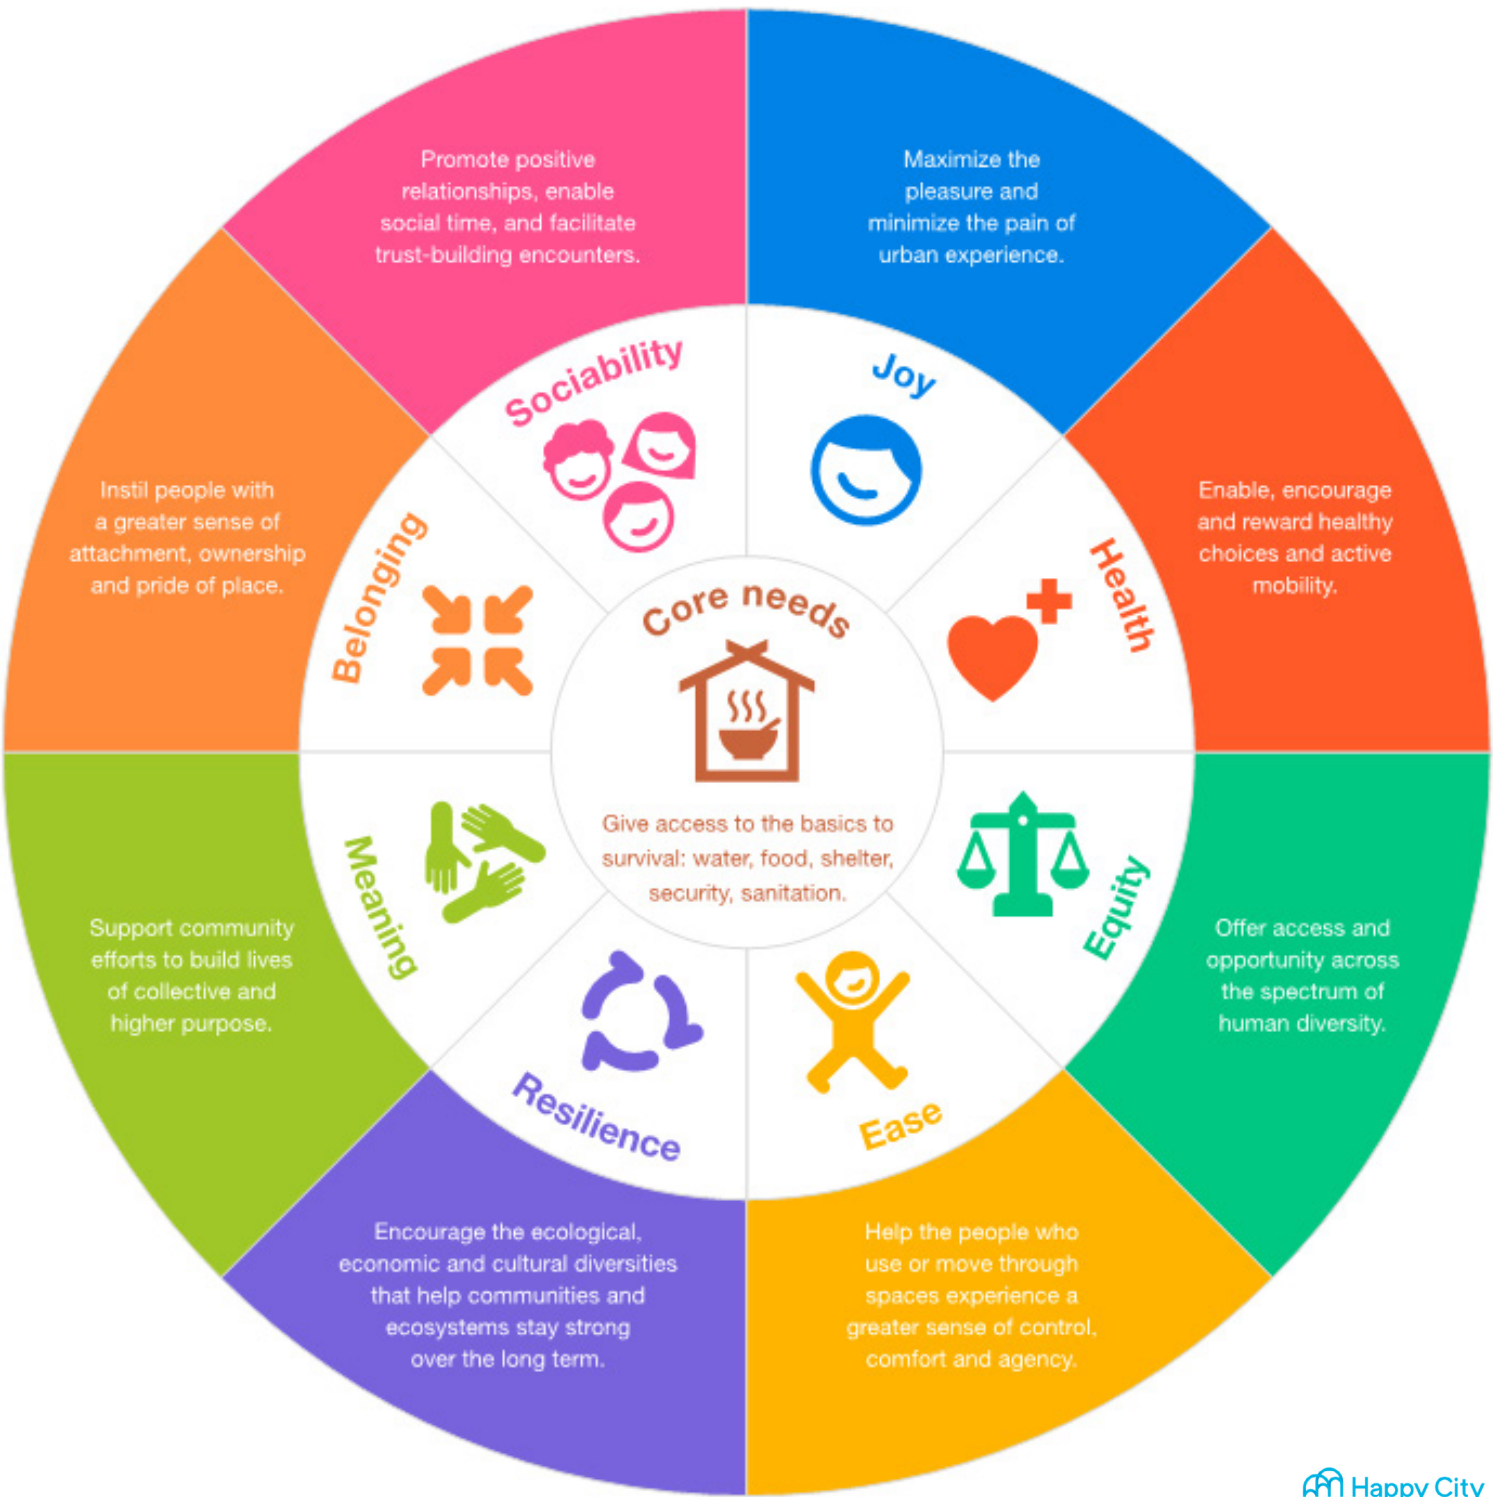 Promote positive
relationships, enable
social time, and facilitate
trust-building encounters.
Maximize the
pleasure and
minimize the pain of
urban experience.
Sociability
Joy
Instil people with
a greater sense of
attachment, ownership
and pride of place.
Belonging
Core needs
Health
Enable, encourage
and reward healthy
choices and active
mobility.
Give access to the basics to
survival: water, food, shelter,
security, sanitation.
Meaning
Support community
efforts to build lives
of collective and
higher purpose.
Equity
Offer access and
opportunity across
the spectrum of
human diversity.
Resilience
Ease
Encourage the ecological,
economic and cultural diversities
that help communities and
ecosystems stay strong
over the long term.
Help the people who
use or move through
spaces experience a
greater sense of control,
comfort and agency.
Happy City